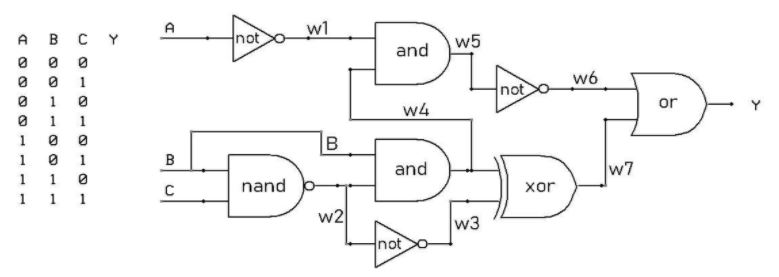 A B C Y
0 0 0
0 0 1
0 1 0
0 1 1
1 0 0
1 0 1
1 1 0
1 1 1
A
not
w1
and
w5
not
w6
or
Y
w4
B
B
C
nand
and
xor
w7
w2
not
w3